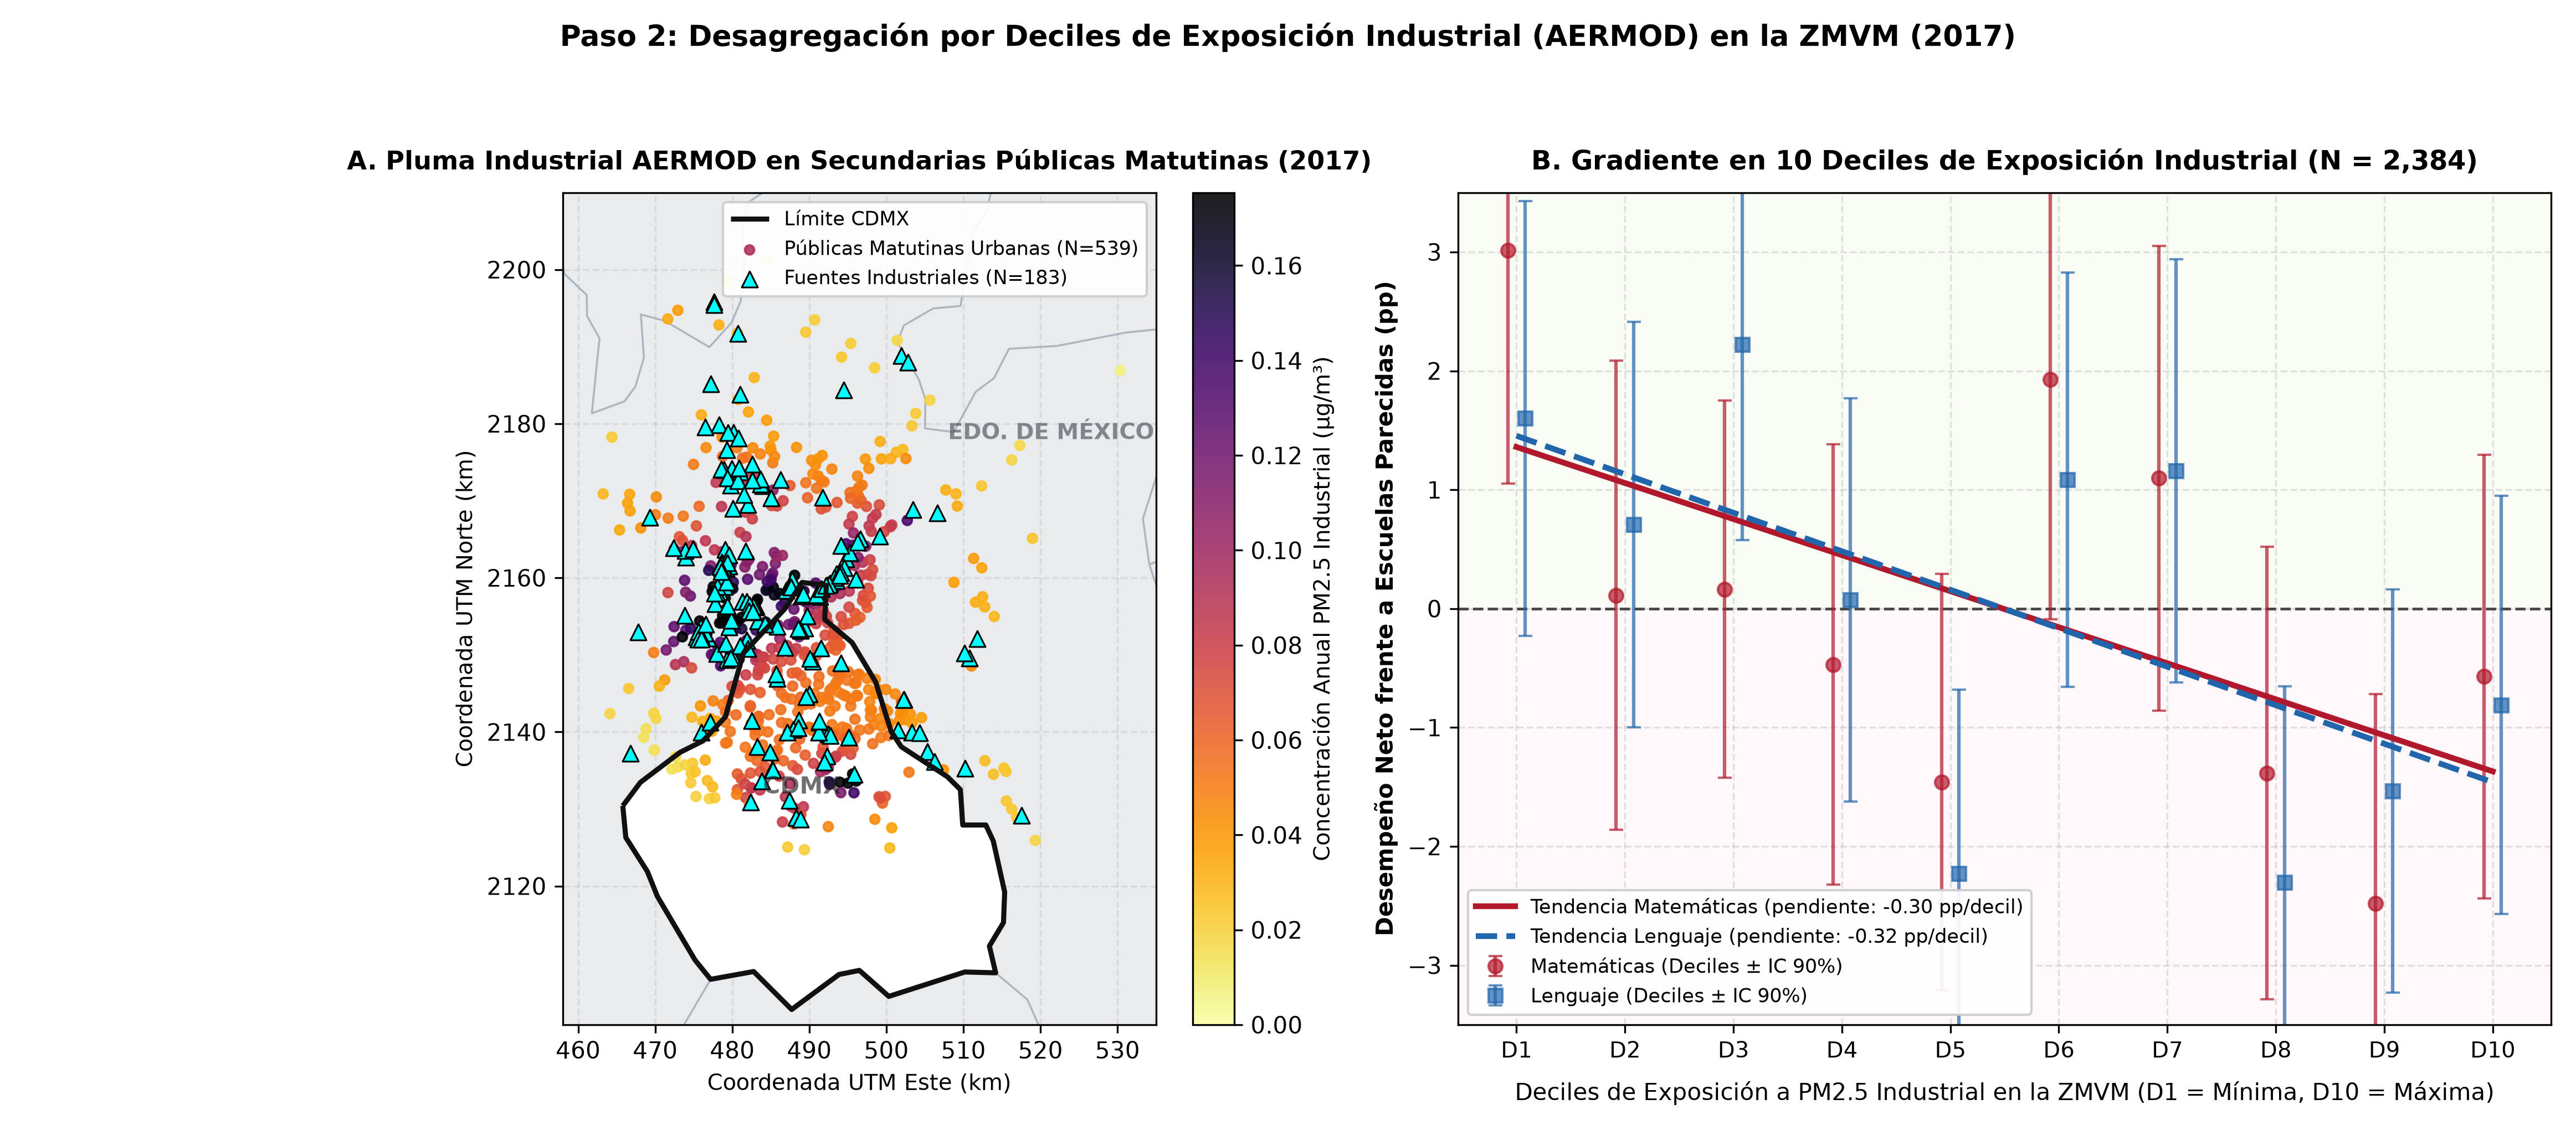 Paso 2: Desagregación por Deciles de Exposición Industrial (AERMOD) en la ZMVM (2017)
A. Pluma Industrial AERMOD en Secundarias Públicas Matutinas (2017)
Límite CDMX
Públicas Matutinas Urbanas (N=539)
Fuentes Industriales (N=183)
EDO. DE MÉXICO
CDMX
Coordenada UTM Norte (km)
2200
2180
2160
2140
2120
460 470 480 490 500 510 520 530
Coordenada UTM Este (km)
0.16
0.14
0.12
0.10
0.08
0.06
0.04
0.02
0.00
Concentración Anual PM2.5 Industrial (µg/m³)
B. Gradiente en 10 Deciles de Exposición Industrial (N = 2,384)
Desempeño Neto frente a Escuelas Parecidas (pp)
3
2
1
0
−1
−2
−3
Tendencia Matemáticas (pendiente: -0.30 pp/decil)
Tendencia Lenguaje (pendiente: -0.32 pp/decil)
Matemáticas (Deciles ± IC 90%)
Lenguaje (Deciles ± IC 90%)
D1 D2 D3 D4 D5 D6 D7 D8 D9 D10
Deciles de Exposición a PM2.5 Industrial en la ZMVM (D1 = Mínima, D10 = Máxima)